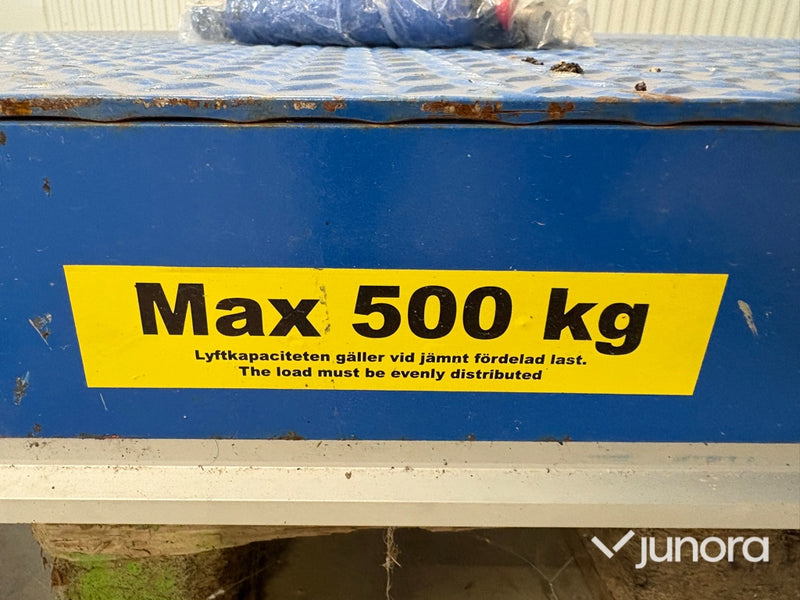 Max 500 kg
Lyftkapaciteten gäller vid jämnt fördelad last.
The load must be evenly distributed
junora